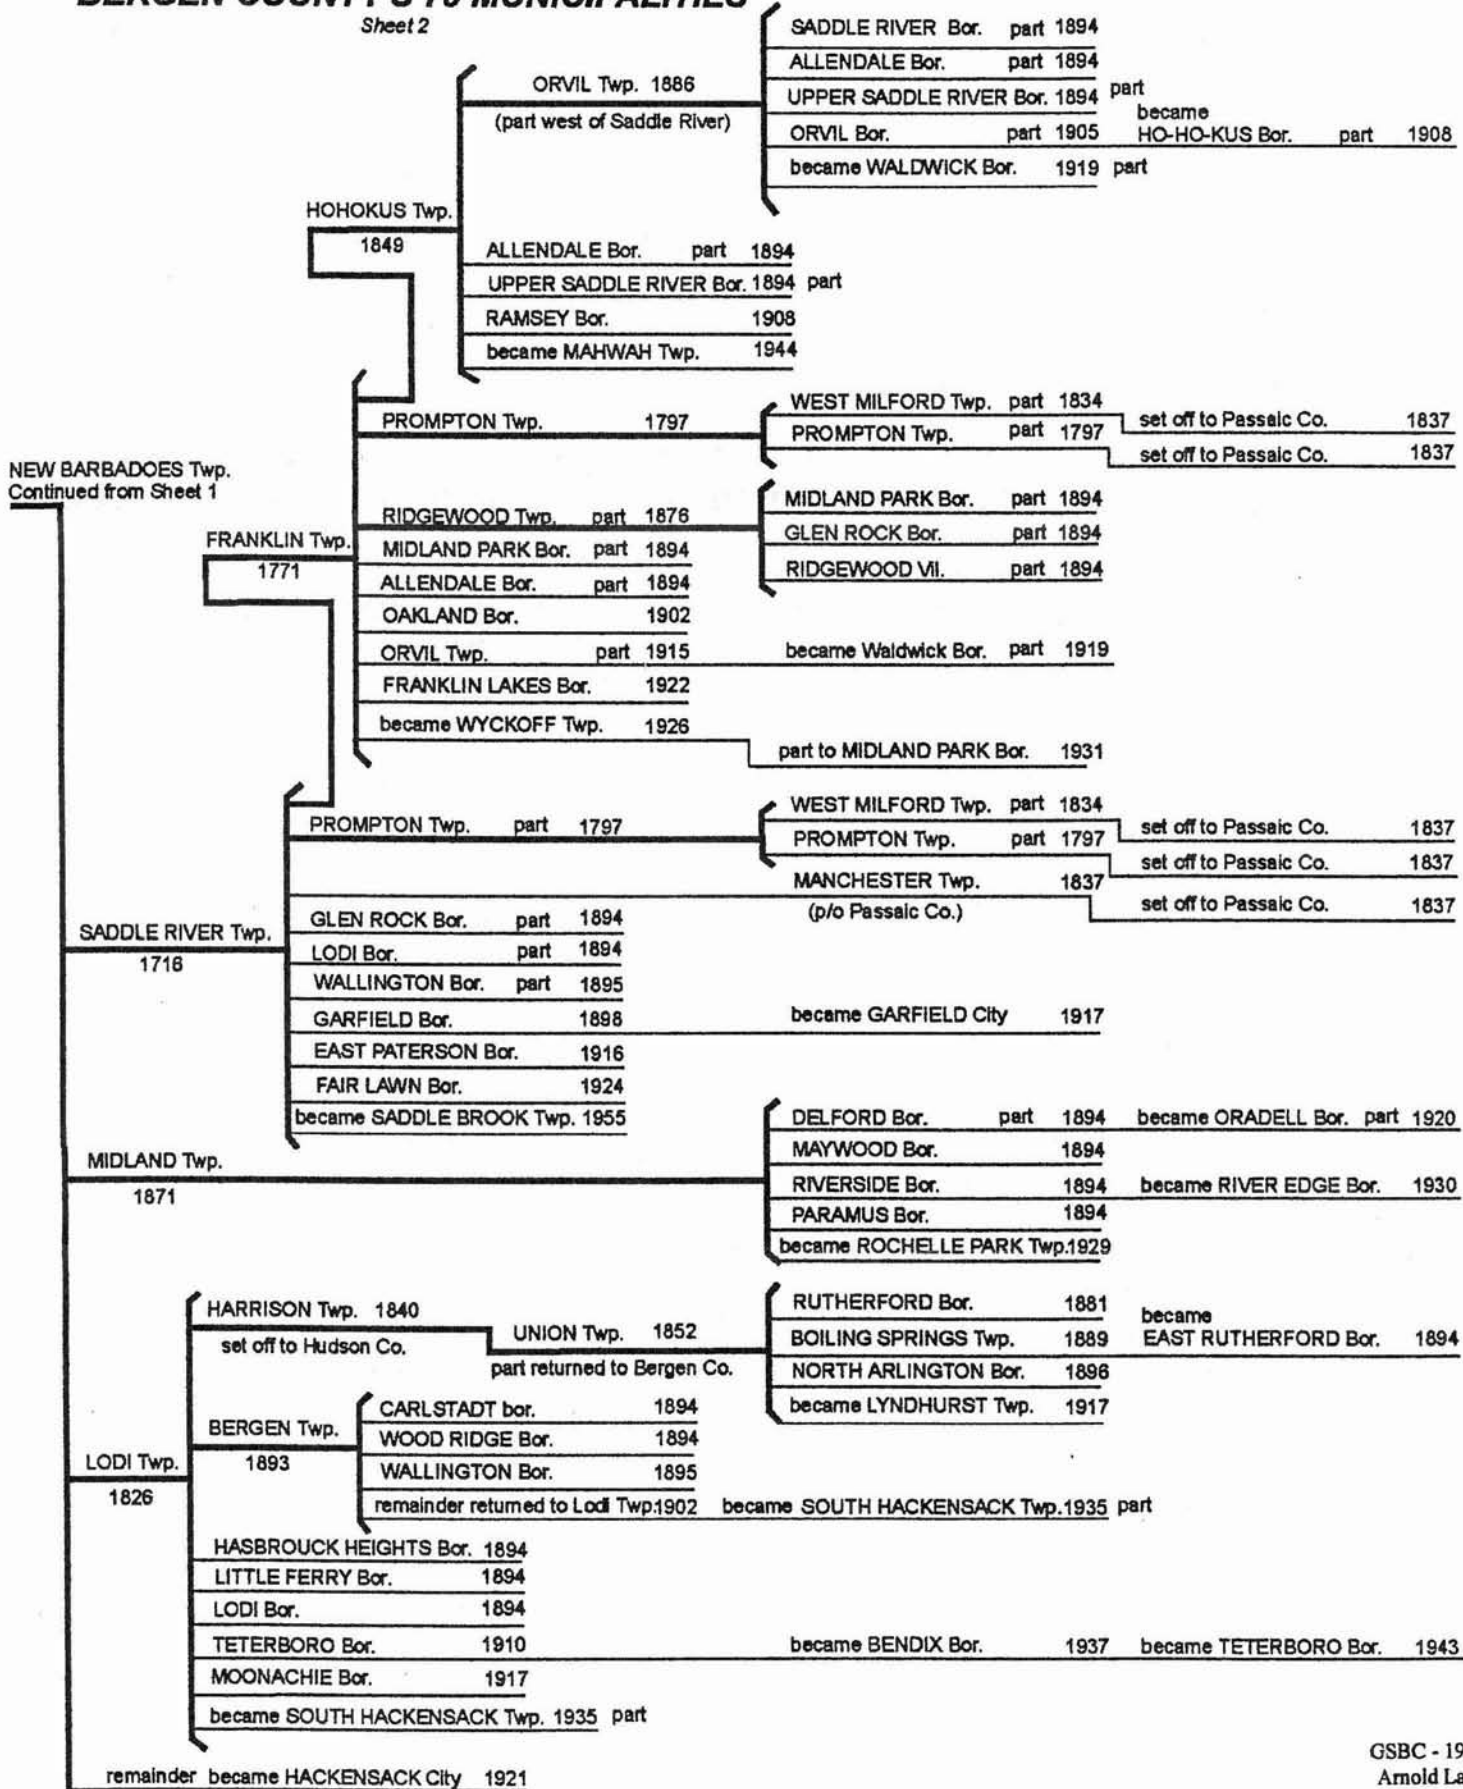 BERGEN COUNTY'S 70 MUNICIPALITIES
Sheet 2
SADDLE RIVER Bor. part 1894
ALLENDALE Bor. part 1894
ORVIL Twp. 1886
(part west of Saddle River)
UPPER SADDLE RIVER Bor. 1894 part
ORVIL Bor. part 1905
became
HO-HO-KUS Bor. part 1908
became WALDWICK Bor. 1919 part
HOHOKUS Twp.
1849
ALLENDALE Bor. part 1894
UPPER SADDLE RIVER Bor. 1894 part
RAMSEY Bor. 1908
became MAHWAH Twp. 1944
PROMPTON Twp. 1797
WEST MILFORD Twp. part 1834
set off to Passaic Co. 1837
PROMPTON Twp. part 1797
set off to Passaic Co. 1837
NEW BARBADOES Twp.
Continued from Sheet 1
FRANKLIN Twp.
1771
RIDGEWOOD Twp. part 1876
MIDLAND PARK Bor. part 1894
GLEN ROCK Bor. part 1894
RIDGEWOOD Vil. part 1894
MIDLAND PARK Bor. part 1894
ALLENDALE Bor. part 1894
OAKLAND Bor. 1902
ORVIL Twp. part 1915
became Waldwick Bor. part 1919
FRANKLIN LAKES Bor. 1922
became WYCKOFF Twp. 1926
part to MIDLAND PARK Bor. 1931
SADDLE RIVER Twp.
1716
PROMPTON Twp. part 1797
WEST MILFORD Twp. part 1834
set off to Passaic Co. 1837
PROMPTON Twp. part 1797
set off to Passaic Co. 1837
MANCHESTER Twp. 1837
(p/o Passaic Co.)
set off to Passaic Co. 1837
GLEN ROCK Bor. part 1894
LODI Bor. part 1894
WALLINGTON Bor. part 1895
GARFIELD Bor. 1898
became GARFIELD City 1917
EAST PATERSON Bor. 1916
FAIR LAWN Bor. 1924
became SADDLE BROOK Twp. 1955
MIDLAND Twp.
1871
DELFORD Bor. part 1894
became ORADELL Bor. part 1920
MAYWOOD Bor. 1894
RIVERSIDE Bor. 1894
became RIVER EDGE Bor. 1930
PARAMUS Bor. 1894
became ROCHELLE PARK Twp.1929
LODI Twp.
1826
HARRISON Twp. 1840
set off to Hudson Co.
UNION Twp. 1852
part returned to Bergen Co.
RUTHERFORD Bor. 1881
BOILING SPRINGS Twp. 1889
became
EAST RUTHERFORD Bor. 1894
NORTH ARLINGTON Bor. 1896
became LYNDHURST Twp. 1917
BERGEN Twp.
1893
CARLSTADT bor. 1894
WOOD RIDGE Bor. 1894
WALLINGTON Bor. 1895
remainder returned to Lodi Twp.1902
became SOUTH HACKENSACK Twp.1935 part
HASBROUCK HEIGHTS Bor. 1894
LITTLE FERRY Bor. 1894
LODI Bor. 1894
TETERBORO Bor. 1910
became BENDIX Bor. 1937
became TETERBORO Bor. 1943
MOONACHIE Bor. 1917
became SOUTH HACKENSACK Twp. 1935 part
remainder became HACKENSACK City 1921
GSBC - 19
Arnold La